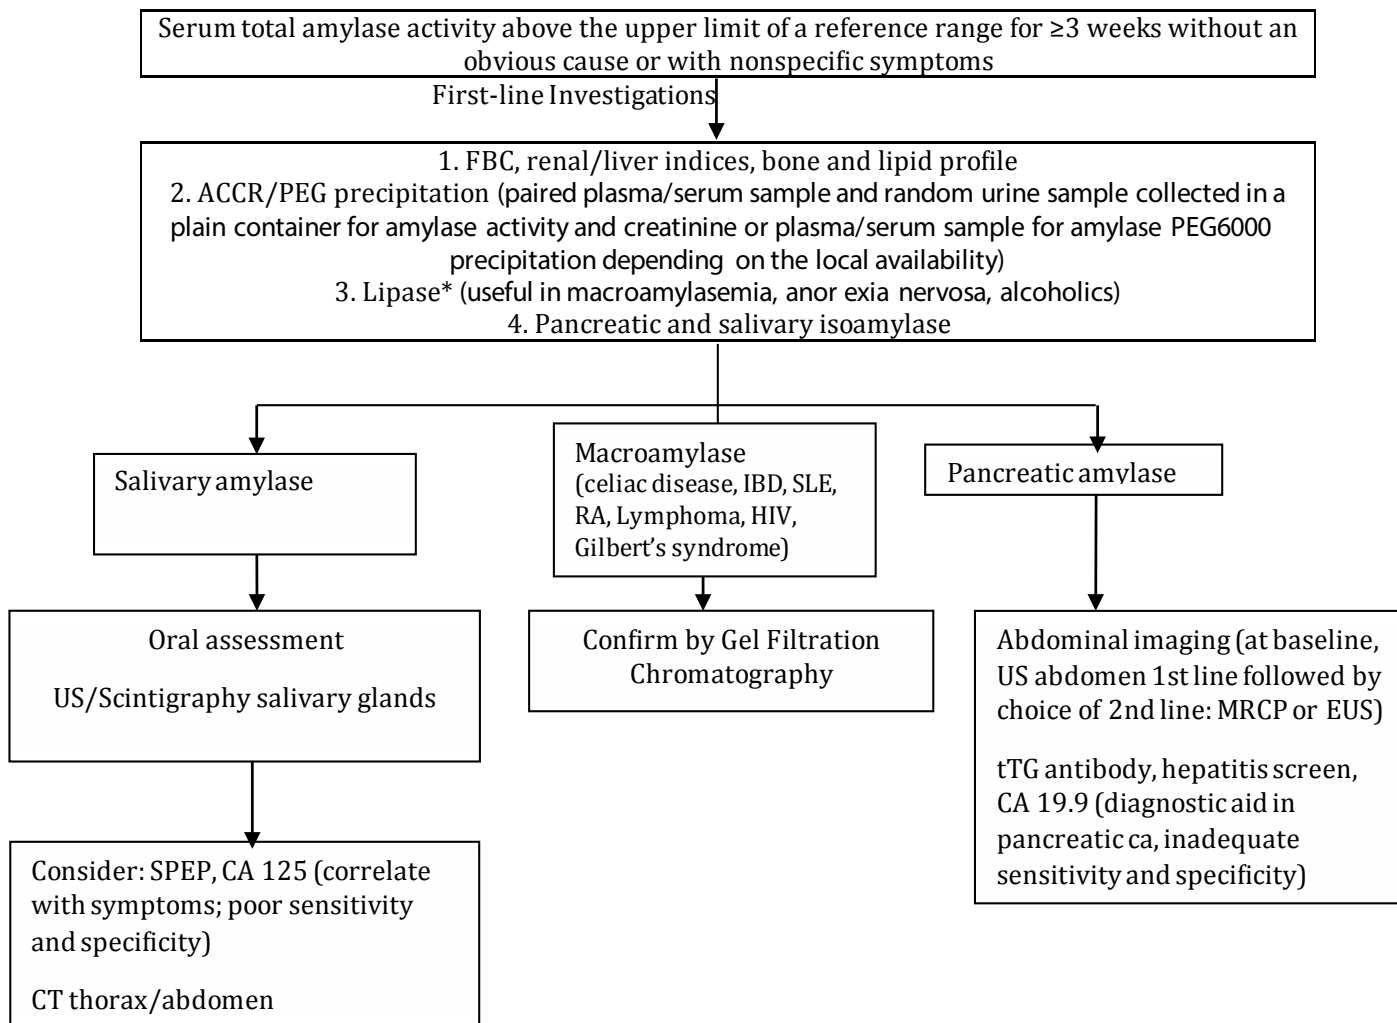 Serum total amylase activity above the upper limit of a reference range for ≥3 weeks without an
obvious cause or with nonspecific symptoms
First-line Investigations
1. FBC, renal/liver indices, bone and lipid profile
2. ACCR/PEG precipitation (paired plasma/serum sample and random urine sample collected in a
plain container for amylase activity and creatinine or plasma/serum sample for amylase PEG6000
precipitation depending on the local availability)
3. Lipase* (useful in macroamylasemia, anor exia nervosa, alcoholics)
4. Pancreatic and salivary isoamylase
Salivary amylase
Macroamylase
(celiac disease, IBD, SLE,
RA, Lymphoma, HIV,
Gilbert’s syndrome)
Pancreatic amylase
Oral assessment
US/Scintigraphy salivary glands
Confirm by Gel Filtration
Chromatography
Abdominal imaging (at baseline,
US abdomen 1st line followed by
choice of 2nd line: MRCP or EUS)
tTG antibody, hepatitis screen,
CA 19.9 (diagnostic aid in
pancreatic ca, inadequate
sensitivity and specificity)
Consider: SPEP, CA 125 (correlate
with symptoms; poor sensitivity
and specificity)
CT thorax/abdomen